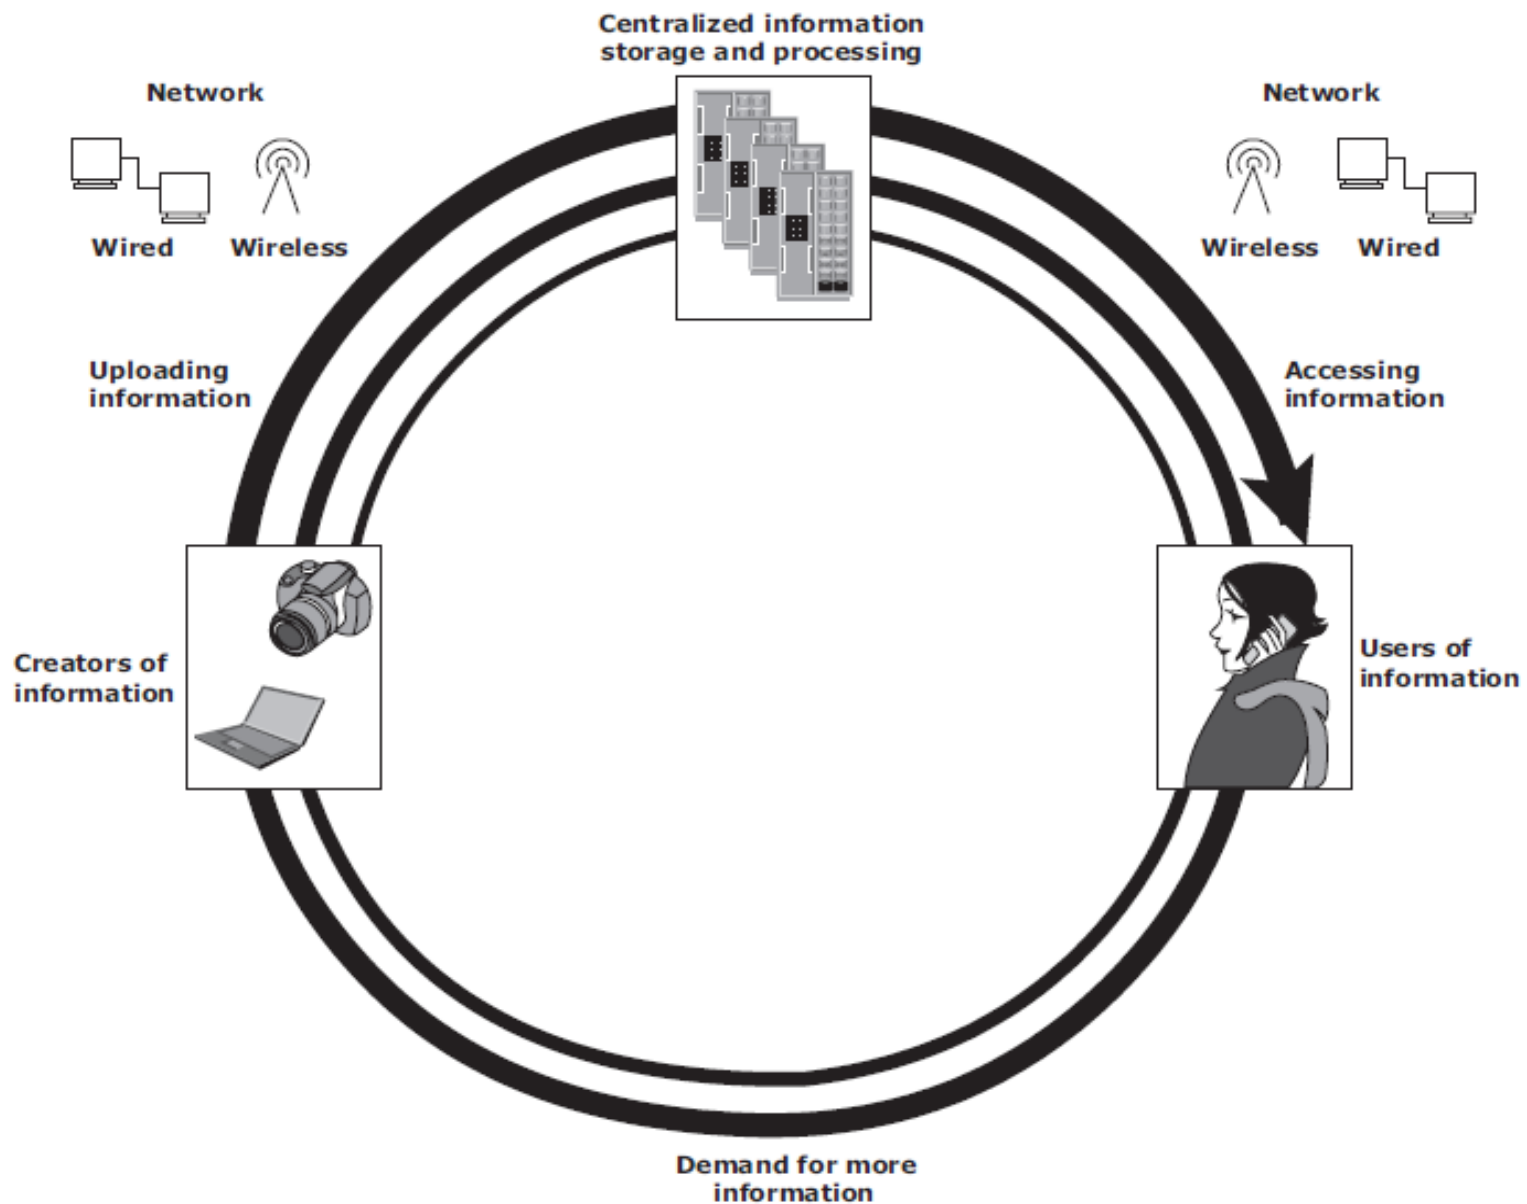 Centralized information
storage and processing
Network
Wired
Wireless
Network
Wireless
Wired
Uploading
information
Accessing
information
Creators of
information
Users of
information
Demand for more
information